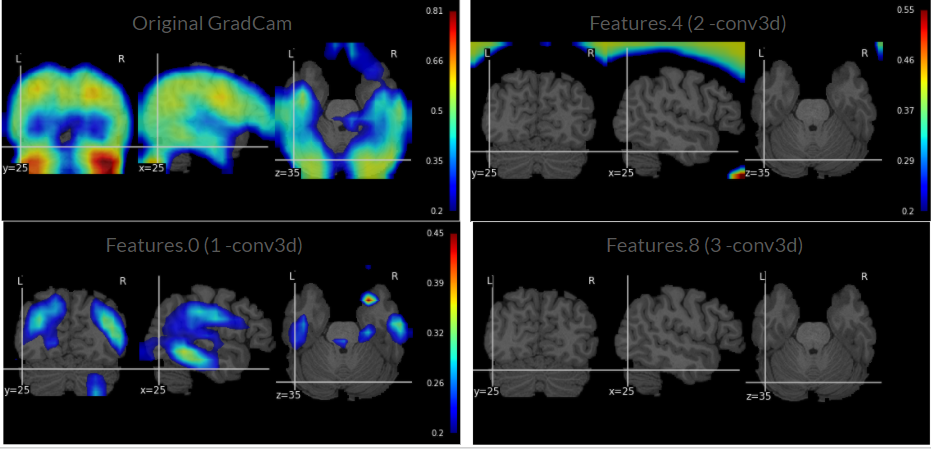 Original GradCam
L R
y=25 x=25 z=35
L R
0.81
0.66
0.5
0.35
0.2
Features.4 (2 -conv3d)
L R
y=25 x=25 z=35
L R
0.55
0.46
0.37
0.29
0.2
Features.0 (1 -conv3d)
L R
y=25 x=25 z=35
L R
0.45
0.39
0.32
0.26
0.2
Features.8 (3 -conv3d)
L R
y=25 x=25 z=35
L R